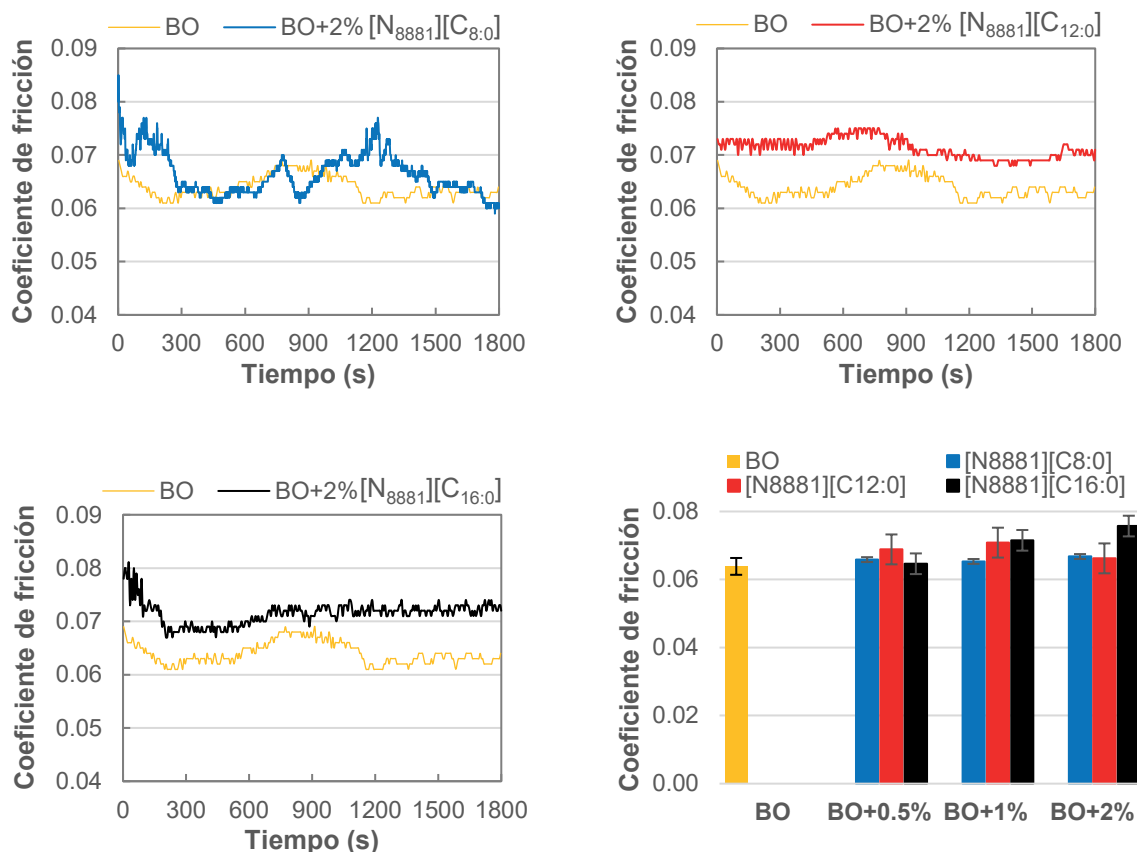 BO BO+2% [N8881][C8:0]
Coeficiente de fricción
0.09
0.08
0.07
0.06
0.05
0.04
0 300 600 900 1200 1500 1800
Tiempo (s)
BO BO+2% [N8881][C12:0]
Coeficiente de fricción
0.09
0.08
0.07
0.06
0.05
0.04
0 300 600 900 1200 1500 1800
Tiempo (s)
BO BO+2% [N8881][C16:0]
Coeficiente de fricción
0.09
0.08
0.07
0.06
0.05
0.04
0 300 600 900 1200 1500 1800
Tiempo (s)
BO [N8881][C8:0]
[N8881][C12:0] [N8881][C16:0]
Coeficiente de fricción
0.08
0.06
0.04
0.02
0.00
BO BO+0.5% BO+1% BO+2%